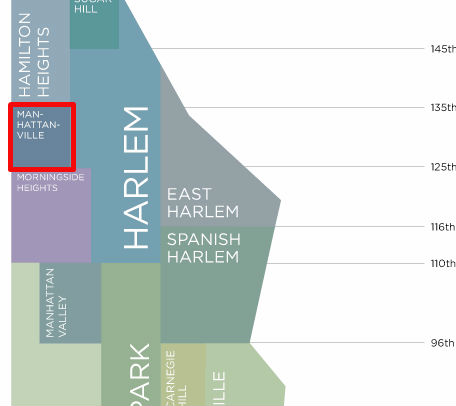 SUGAR
HILL
HAMILTON
HEIGHTS
145th
MAN-
HATTAN-
VILLE
135th
HARLEM
125th
MORNINGSIDE
HEIGHTS
EAST
HARLEM
116th
SPANISH
HARLEM
110th
MANHATTAN
VALLEY
96th
PARK
CARNEGIE
HILL
ILLE